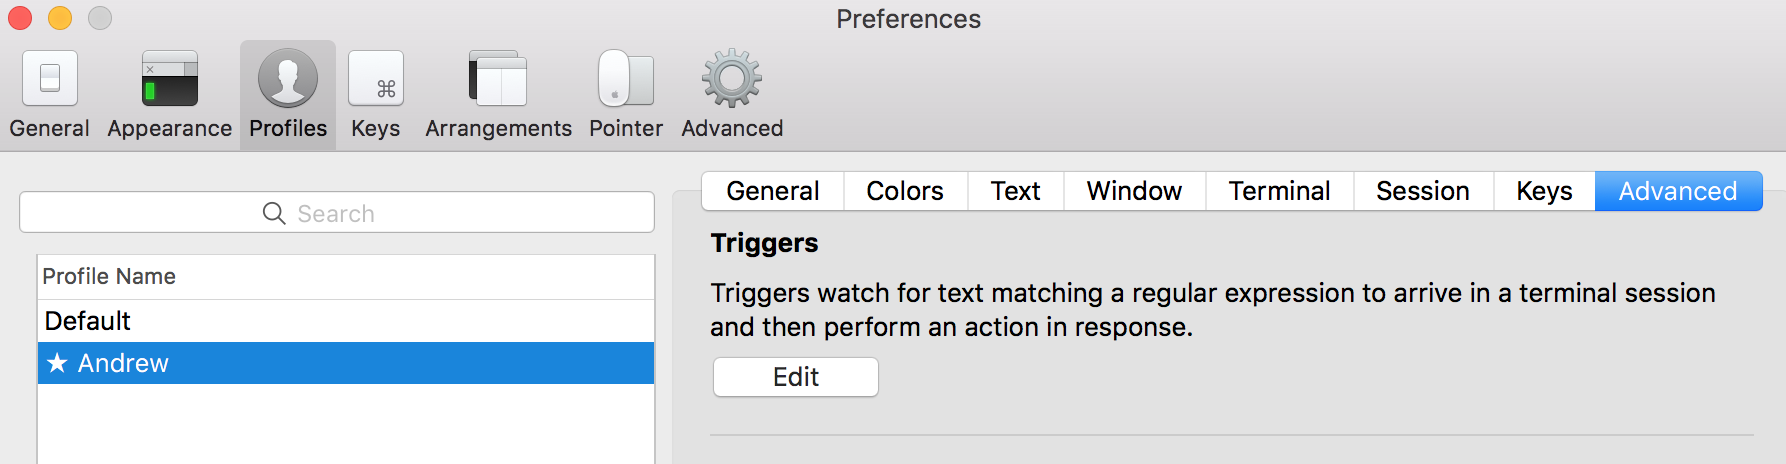 Preferences
General Appearance Profiles Keys Arrangements Pointer Advanced
Search
Profile Name
Default
★ Andrew
General Colors Text Window Terminal Session Keys Advanced
Triggers
Triggers watch for text matching a regular expression to arrive in a terminal session
and then perform an action in response.
Edit